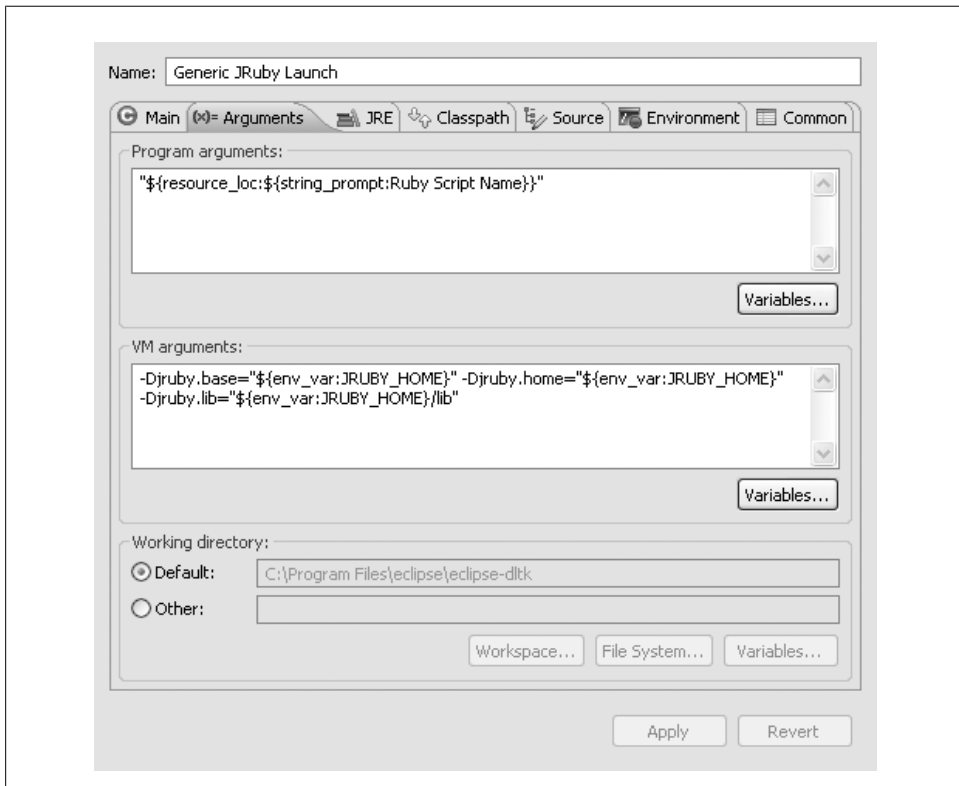 Name: Generic JRuby Launch
Main (x)= Arguments JRE Classpath Source Environment Common
Program arguments:
"${resource_loc:${string_prompt:Ruby Script Name}}"
Variables...
VM arguments:
-Djruby.base="${env_var:JRUBY_HOME}" -Djruby.home="${env_var:JRUBY_HOME}"
-Djruby.lib="${env_var:JRUBY_HOME}/lib"
Variables...
Working directory:
Default: C:\Program Files\eclipse\eclipse-dltk
Other:
Workspace... File System... Variables...
Apply Revert